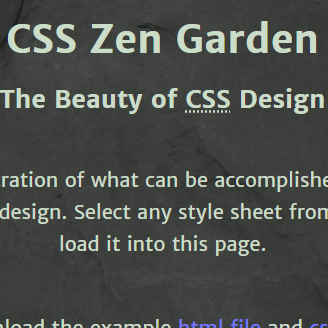 CSS Zen Garden
The Beauty of CSS Design
ration of what can be accomplishe
design. Select any style sheet from
load it into this page.
nload the example html file and cs